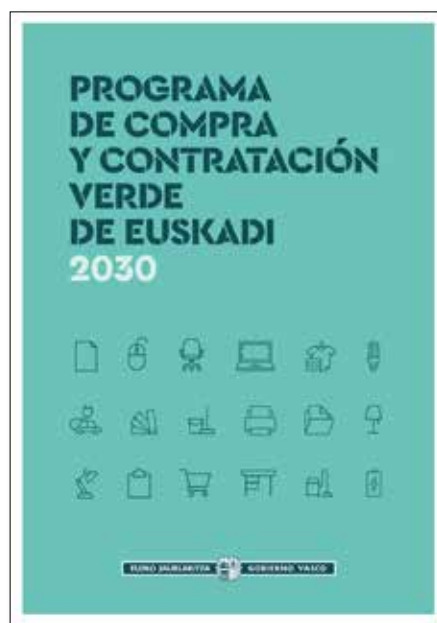 PROGRAMA
DE COMPRA
Y CONTRATACIÓN
VERDE
DE EUSKADI
2030
EUSKO JAURLARITZA
GOBIERNO VASCO